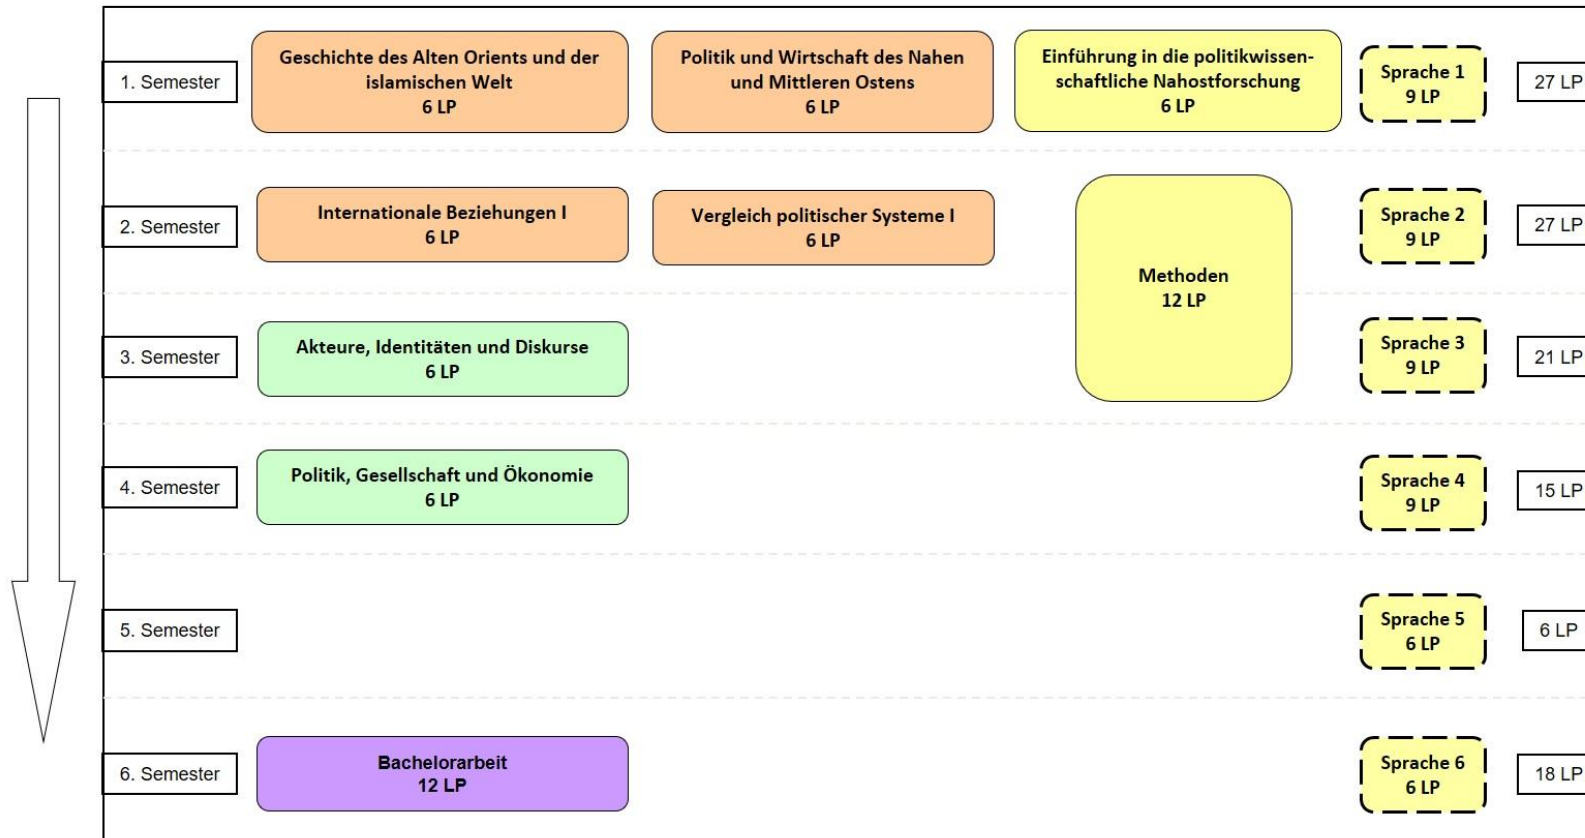 1. Semester
Geschichte des Alten Orients und der
islamischen Welt
6 LP
Politik und Wirtschaft des Nahen
und Mittleren Ostens
6 LP
Einführung in die politikwissen-
schaftliche Nahostforschung
6 LP
Sprache 1
9 LP
27 LP
2. Semester
Internationale Beziehungen I
6 LP
Vergleich politischer Systeme I
6 LP
Methoden
12 LP
Sprache 2
9 LP
27 LP
3. Semester
Akteure, Identitäten und Diskurse
6 LP
Sprache 3
9 LP
21 LP
4. Semester
Politik, Gesellschaft und Ökonomie
6 LP
Sprache 4
9 LP
15 LP
5. Semester
Sprache 5
6 LP
6 LP
6. Semester
Bachelorarbeit
12 LP
Sprache 6
6 LP
18 LP